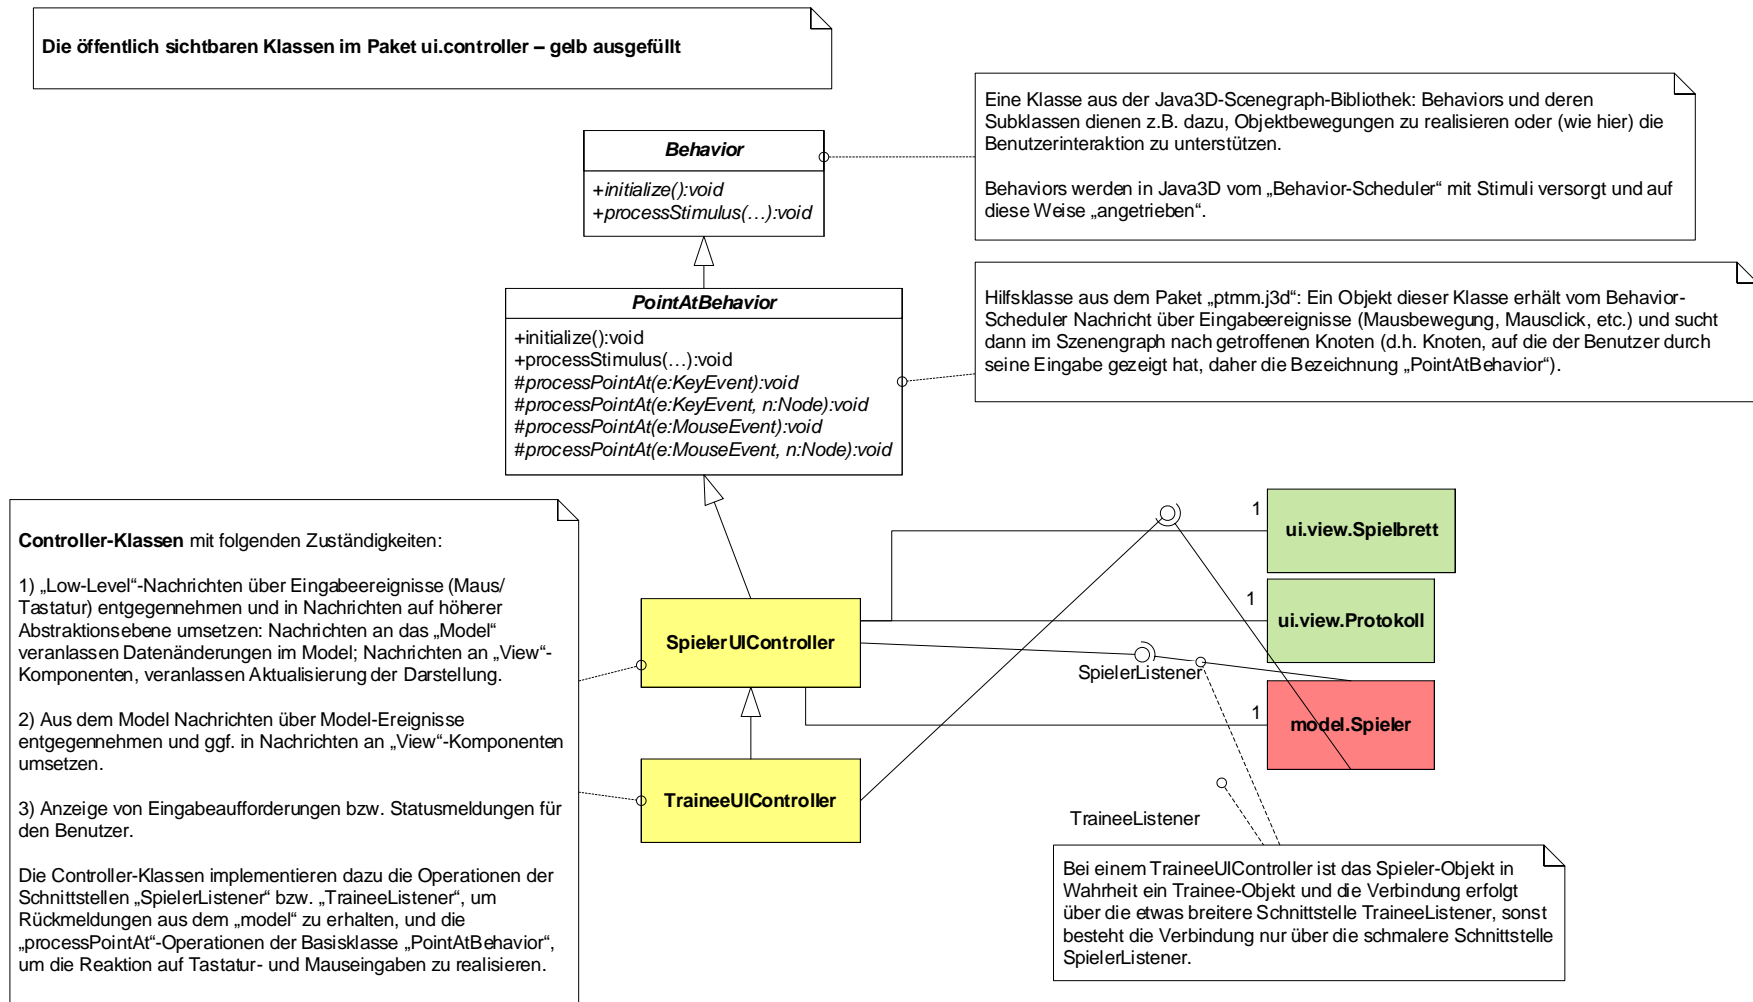 Die öffentlich sichtbaren Klassen im Paket ui.controller – gelb ausgefüllt
Eine Klasse aus der Java3D-Scenegraph-Bibliothek: Behaviors und deren
Subklassen dienen z.B. dazu, Objektbewegungen zu realisieren oder (wie hier) die
Benutzerinteraktion zu unterstützen.
Behaviors werden in Java3D vom „Behavior-Scheduler“ mit Stimuli versorgt und auf
diese Weise „angetrieben“.
Behavior
+initialize():void
+processStimulus(…):void
Hilfsklasse aus dem Paket „ptmm.j3d“: Ein Objekt dieser Klasse erhält vom Behavior-
Scheduler Nachricht über Eingabeereignisse (Mausbewegung, Mausclick, etc.) und sucht
dann im Szenengraph nach getroffenen Knoten (d.h. Knoten, auf die der Benutzer durch
seine Eingabe gezeigt hat, daher die Bezeichnung „PointAtBehavior“).
PointAtBehavior
+initialize():void
+processStimulus(…):void
#processPointAt(e:KeyEvent):void
#processPointAt(e:KeyEvent, n:Node):void
#processPointAt(e:MouseEvent):void
#processPointAt(e:MouseEvent, n:Node):void
Controller-Klassen mit folgenden Zuständigkeiten:
1) „Low-Level“-Nachrichten über Eingabeereignisse (Maus/
Tastatur) entgegennehmen und in Nachrichten auf höherer
Abstraktionsebene umsetzen: Nachrichten an das „Model“
veranlassen Datenänderungen im Model; Nachrichten an „View“-
Komponenten, veranlassen Aktualisierung der Darstellung.
2) Aus dem Model Nachrichten über Model-Ereignisse
entgegennehmen und ggf. in Nachrichten an „View“-Komponenten
umsetzen.
3) Anzeige von Eingabeaufforderungen bzw. Statusmeldungen für
den Benutzer.
Die Controller-Klassen implementieren dazu die Operationen der
Schnittstellen „SpielerListener“ bzw. „TraineeListener“, um
Rückmeldungen aus dem „model“ zu erhalten, und die
„processPointAt“-Operationen der Basisklasse „PointAtBehavior“,
um die Reaktion auf Tastatur- und Mauseingaben zu realisieren.
SpielerUIController
TraineeUIController
1
ui.view.Spielbrett
1
ui.view.Protokoll
SpielerListener
1
model.Spieler
TraineeListener
Bei einem TraineeUIController ist das Spieler-Objekt in
Wahrheit ein Trainee-Objekt und die Verbindung erfolgt
über die etwas breitere Schnittstelle TraineeListener, sonst
besteht die Verbindung nur über die schmalere Schnittstelle
SpielerListener.